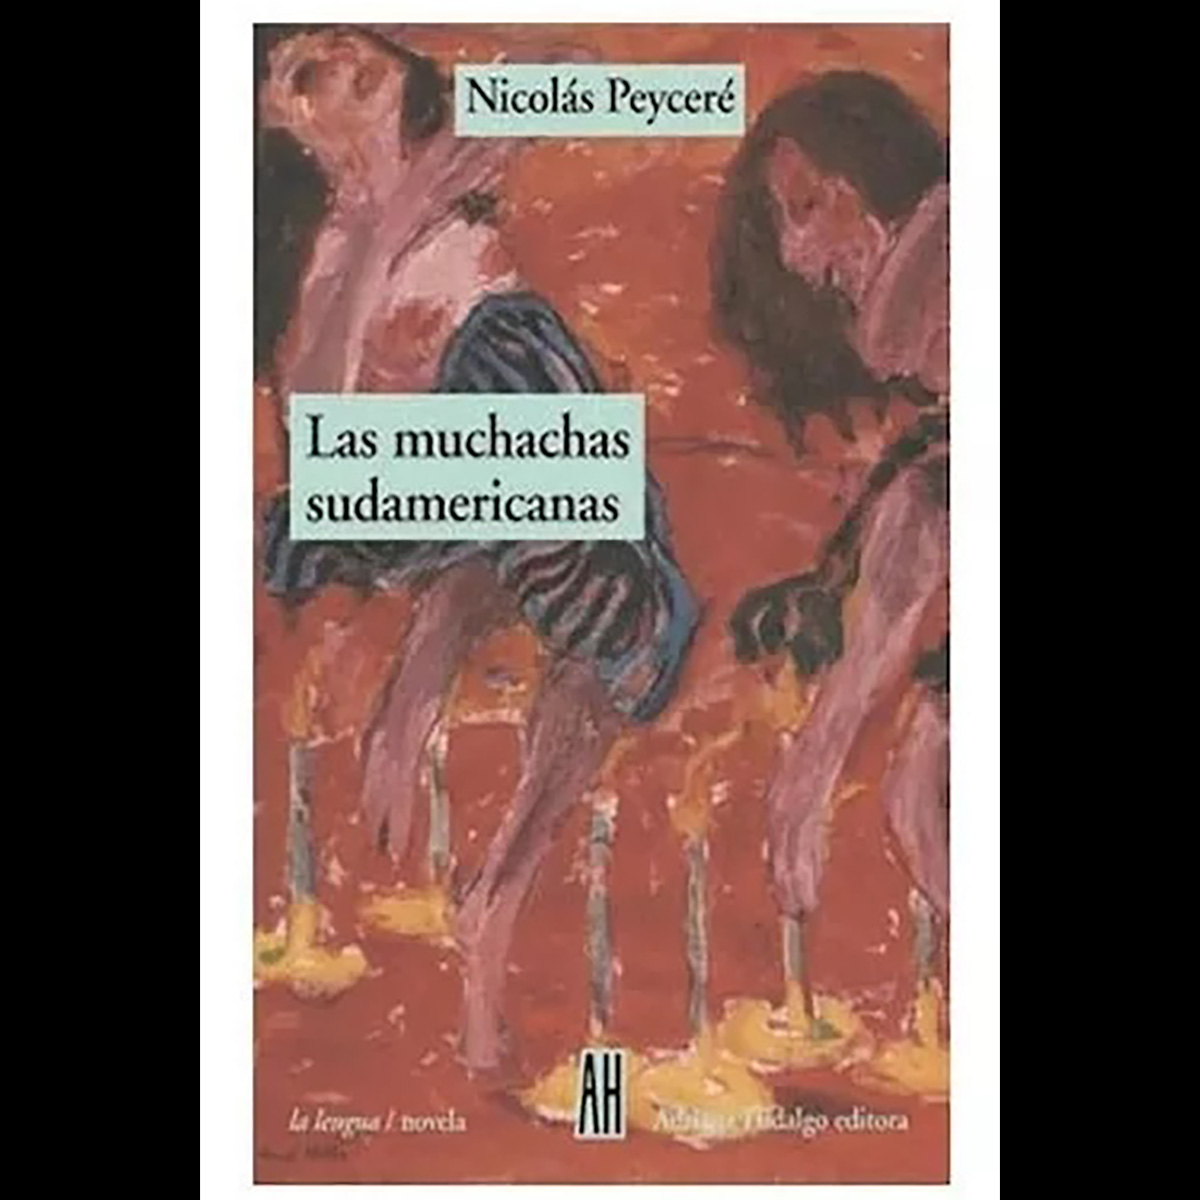 Nicolás Peyceré
Las muchachas
sudamericanas
AH
la lengua / novela
Adriana Hidalgo editora